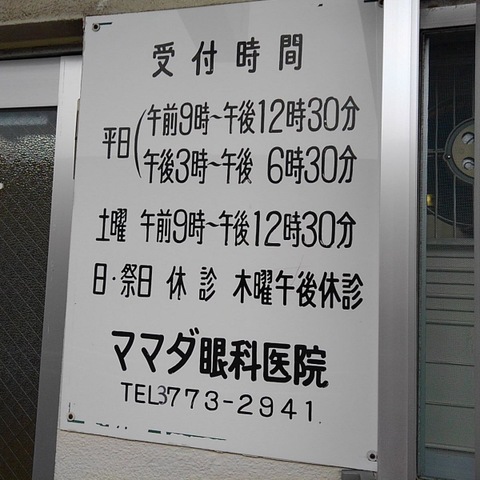 受付時間
平日(午前9時~午後12時30分
午後3時~午後 6時30分
土曜 午前9時~午後12時30分
日・祭日 休診 木曜午後休診
ママダ眼科医院
TEL3773-2941